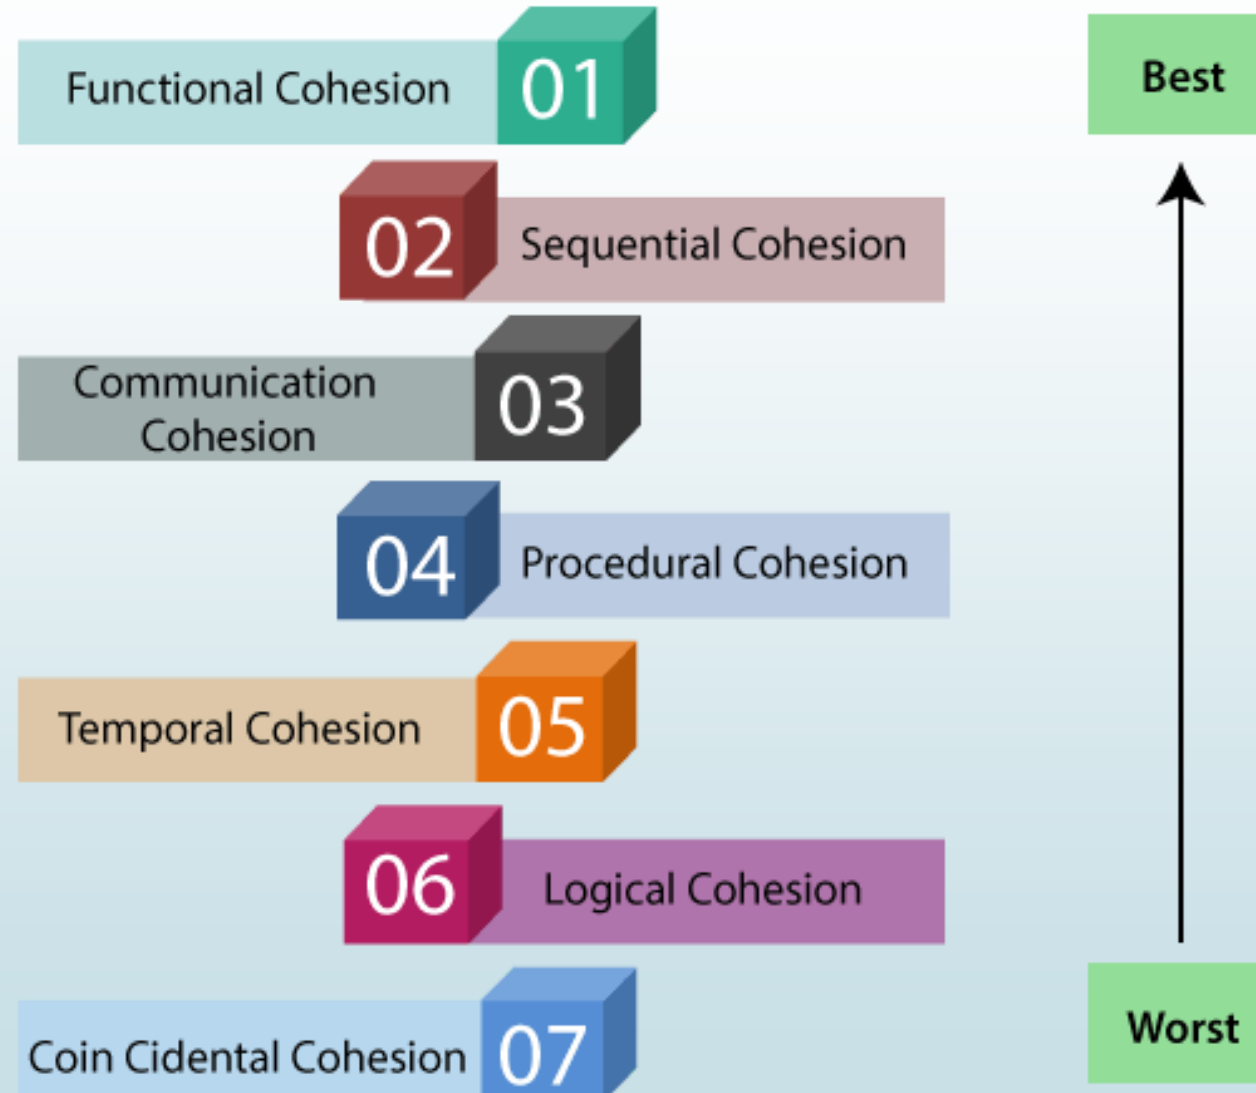 Functional Cohesion 01
Best
02 Sequential Cohesion
Communication
Cohesion
03
04 Procedural Cohesion
Temporal Cohesion 05
06 Logical Cohesion
Coin Cidental Cohesion 07
Worst